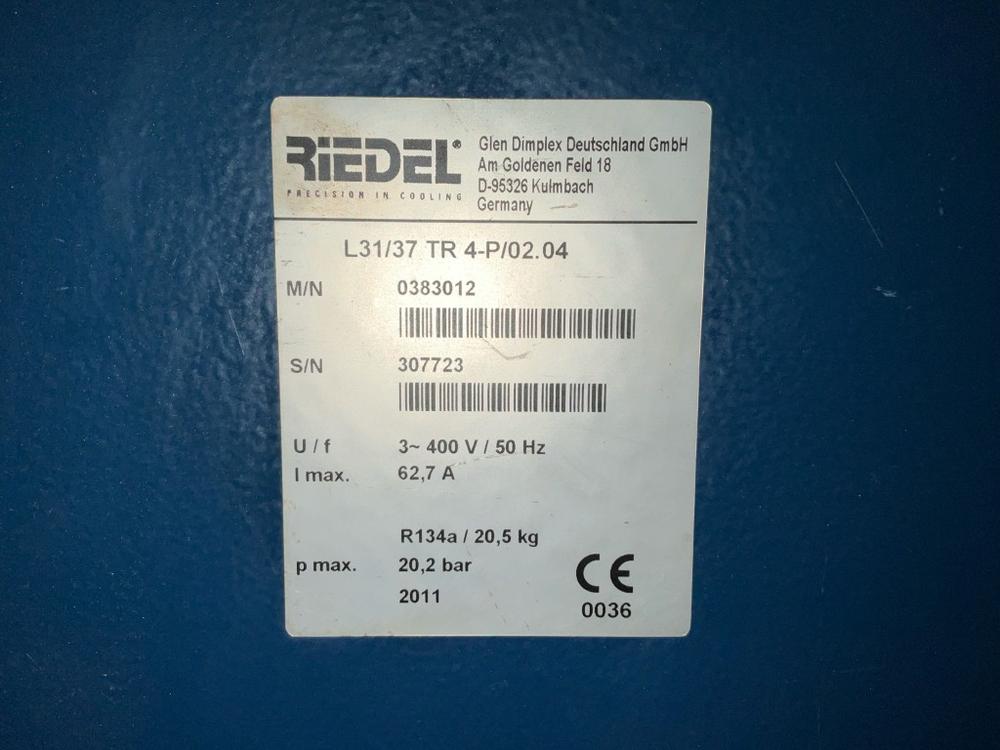 RIEDEL®
PRECISION IN COOLING
Glen Dimplex Deutschland GmbH
Am Goldenen Feld 18
D-95326 Kulmbach
Germany
L31/37 TR 4-P/02.04
M/N 0383012
S/N 307723
U / f 3~ 400 V / 50 Hz
I max. 62,7 A
R134a / 20,5 kg
p max. 20,2 bar
2011
CE
0036